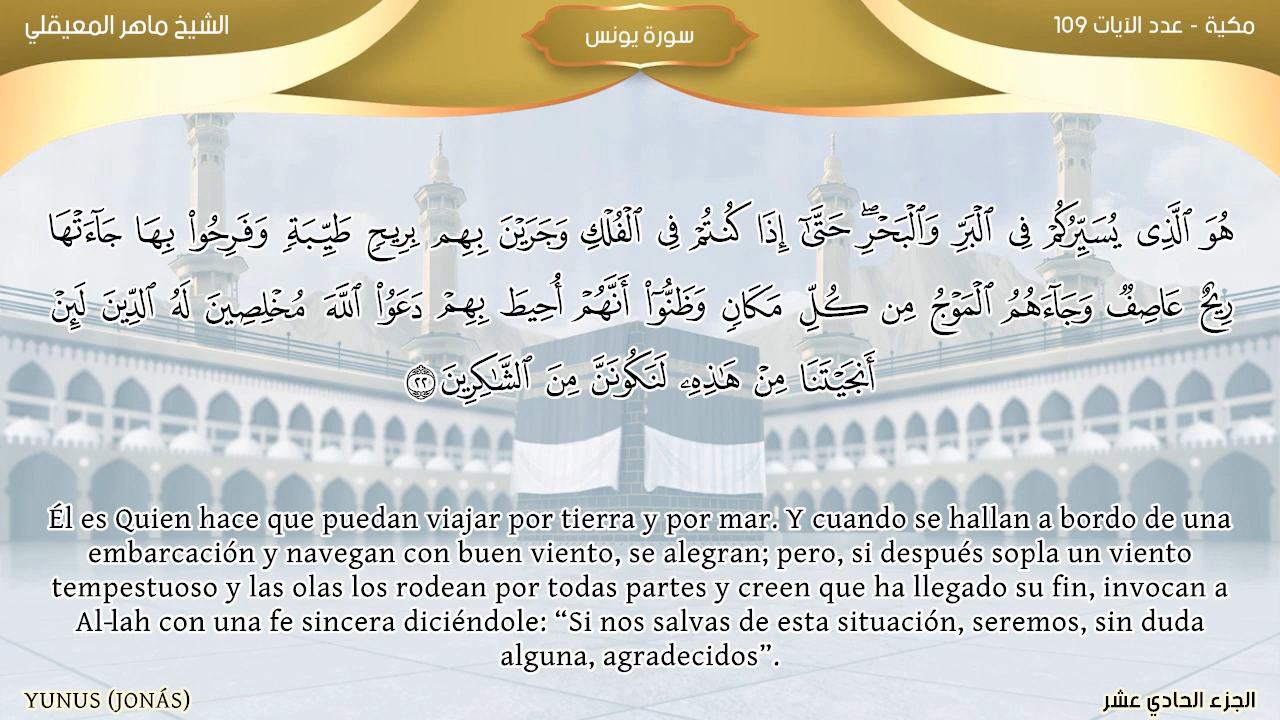 الشيخ ماهر المعيقلي
سورة يونس
مكية - عدد الآيات 109
هُوَ ٱلَّذِى يُسَيِّرُكُمْ فِى ٱلْبَرِّ وَٱلْبَحْرِ ۖ حَتَّىٰٓ إِذَا كُنتُمْ فِى ٱلْفُلْكِ وَجَرَيْنَ بِهِم بِرِيحٍ طَيِّبَةٍ وَفَرِحُوا۟ بِهَا جَآءَتْهَا
رِيحٌ عَاصِفٌ وَجَآءَهُمُ ٱلْمَوْجُ مِن كُلِّ مَكَانٍ وَظَنُّوٓا۟ أَنَّهُمْ أُحِيطَ بِهِمْ دَعَوُا۟ ٱللَّهَ مُخْلِصِينَ لَهُ ٱلدِّينَ لَئِنْ
أَنجَيْتَنَا مِنْ هَـٰذِهِۦ لَنَكُونَنَّ مِنَ ٱلشَّـٰكِرِينَ ٢٢
Él es Quien hace que puedan viajar por tierra y por mar. Y cuando se hallan a bordo de una
embarcación y navegan con buen viento, se alegran; pero, si después sopla un viento
tempestuoso y las olas los rodean por todas partes y creen que ha llegado su fin, invocan a
Al-lah con una fe sincera diciéndole: “Si nos salvas de esta situación, seremos, sin duda
alguna, agradecidos”.
YUNUS (JONÁS)
الجزء الحادي عشر